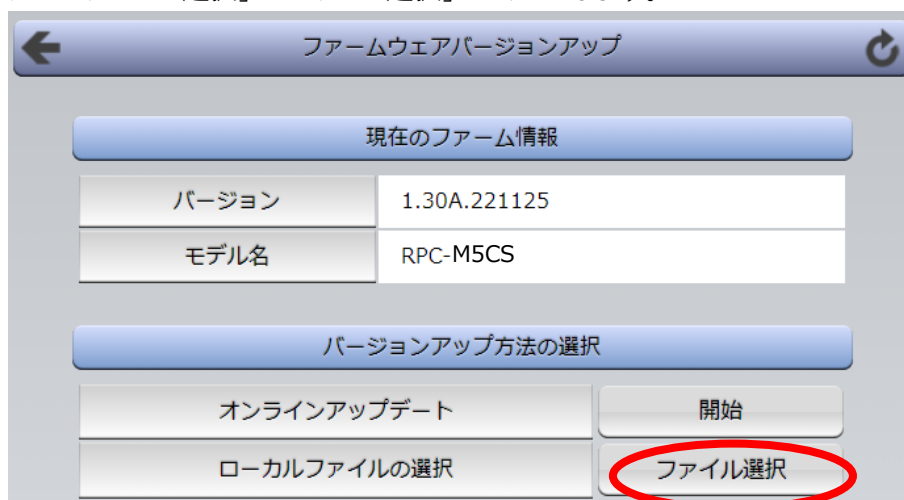 ファームウェアバージョンアップ
現在のファーム情報
バージョン 1.30A.221125
モデル名 RPC-M5CS
バージョンアップ方法の選択
オンラインアップデート 開始
ローカルファイルの選択 ファイル選択